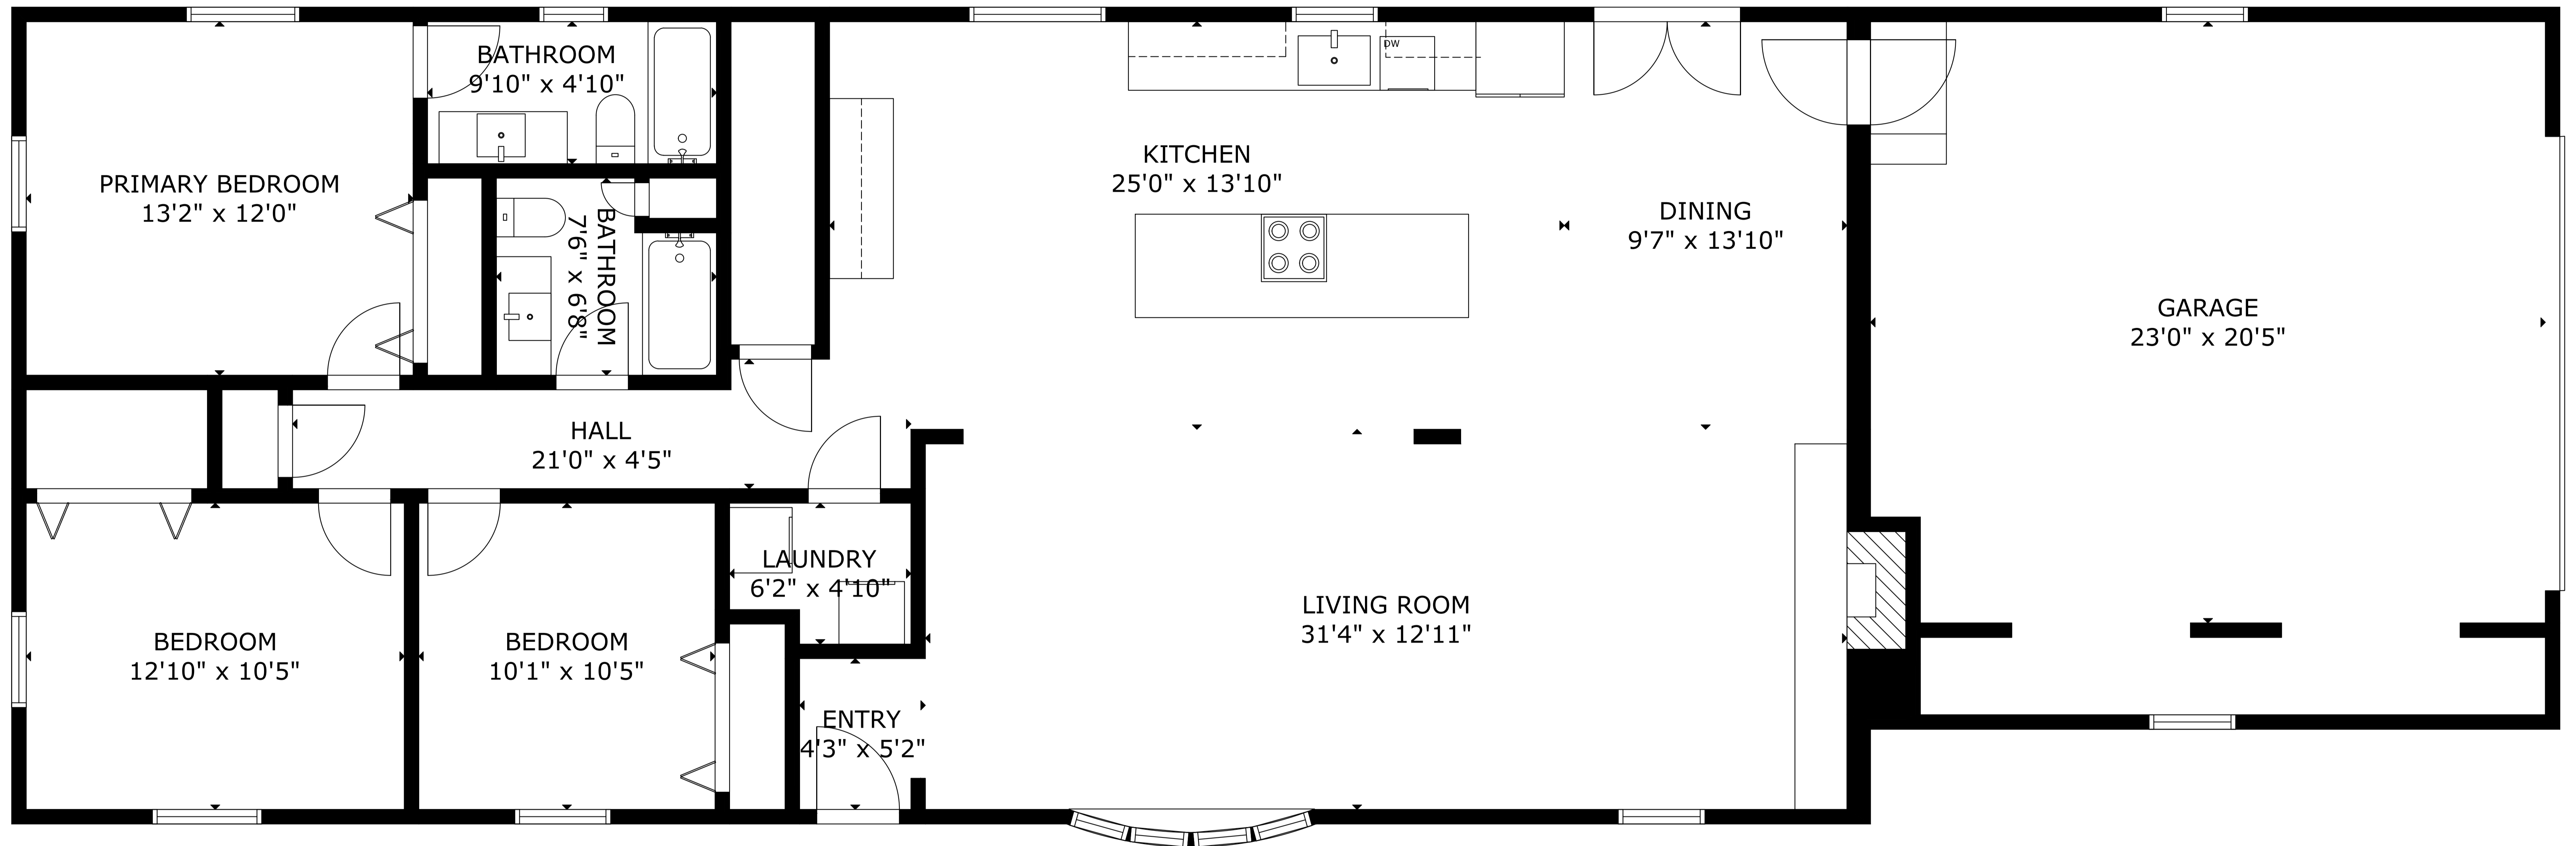 BATHROOM
9'10" x 4'10"
DW
KITCHEN
25'0" x 13'10"
PRIMARY BEDROOM
13'2" x 12'0"
DINING
9'7" x 13'10"
BATHROOM
7'6" x 6'8"
GARAGE
23'0" x 20'5"
HALL
21'0" x 4'5"
LAUNDRY
6'2" x 4'10"
LIVING ROOM
31'4" x 12'11"
BEDROOM
12'10" x 10'5"
BEDROOM
10'1" x 10'5"
ENTRY
4'3" x 5'2"